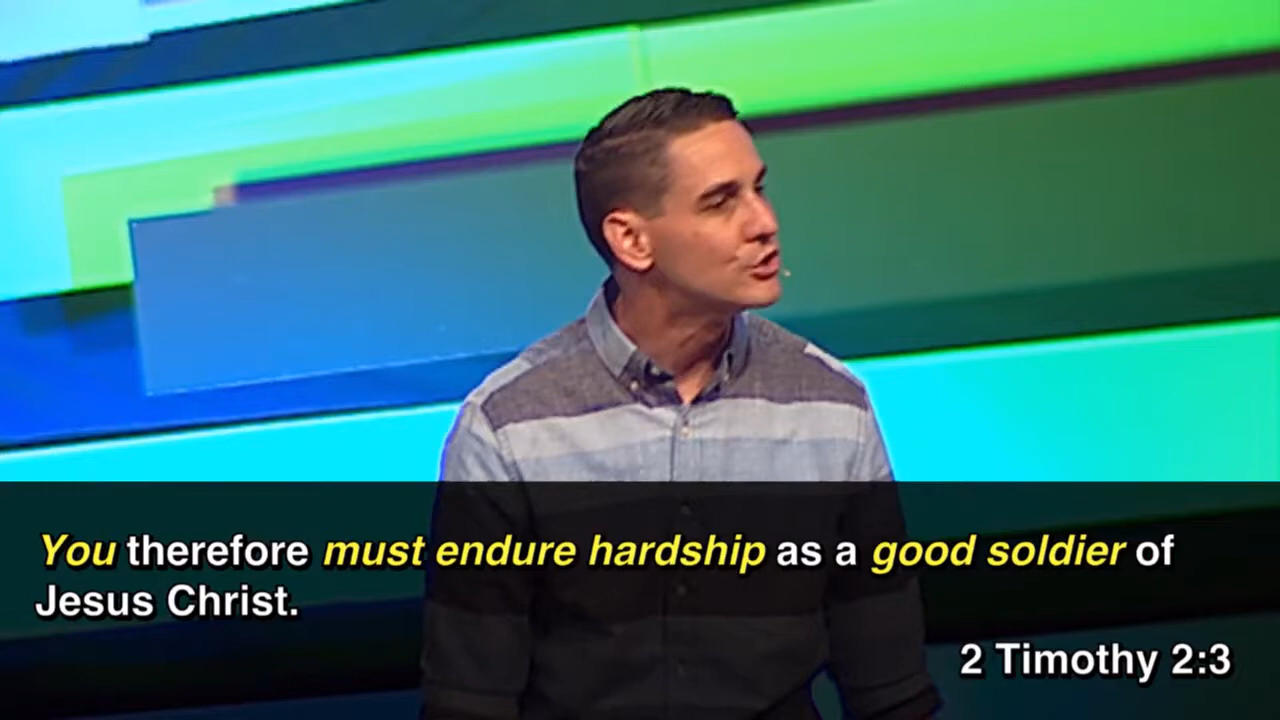 You therefore must endure hardship as a good soldier of
Jesus Christ.
2 Timothy 2:3